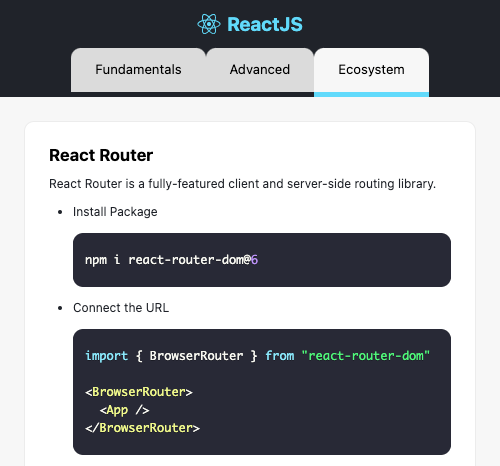 ReactJS
Fundamentals
Advanced
Ecosystem
React Router
React Router is a fully-featured client and server-side routing library.
• Install Package
npm i react-router-dom@6
• Connect the URL
import { BrowserRouter } from "react-router-dom"
<BrowserRouter>
  <App />
</BrowserRouter>